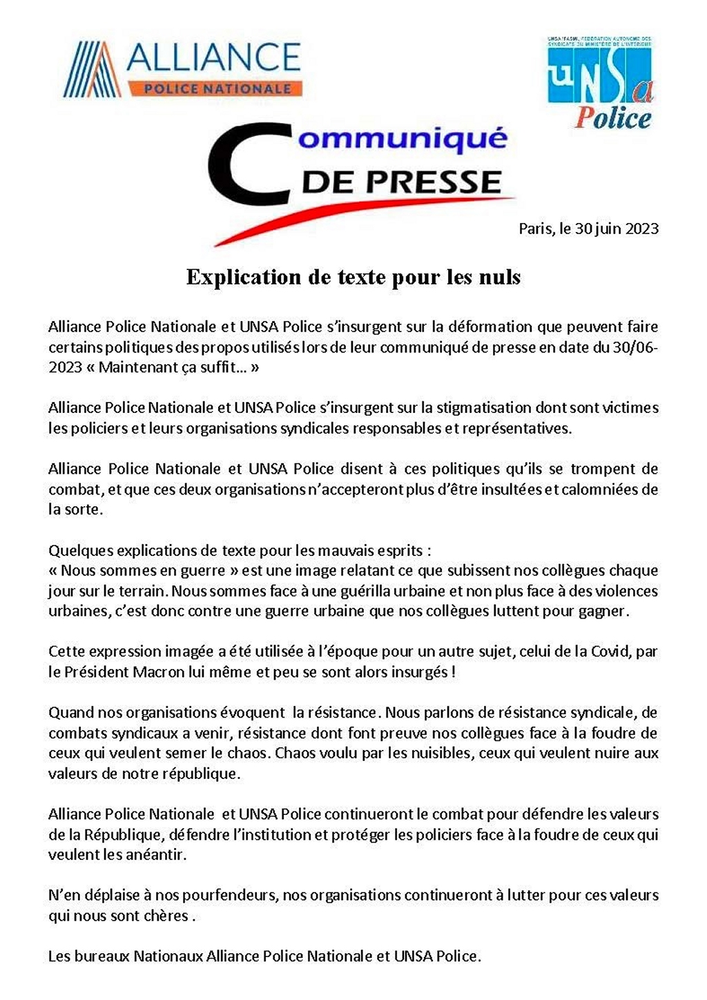 ALLIANCE
POLICE NATIONALE
UNSA/FASMI, FÉDÉRATION AUTONOME DES
SYNDICATS DU MINISTÈRE DE L'INTÉRIEUR
UNSa
Police
Communiqué
DE PRESSE
Paris, le 30 juin 2023
Explication de texte pour les nuls
Alliance Police Nationale et UNSA Police s’insurgent sur la déformation que peuvent faire
certains politiques des propos utilisés lors de leur communiqué de presse en date du 30/06-
2023 « Maintenant ça suffit... »
Alliance Police Nationale et UNSA Police s’insurgent sur la stigmatisation dont sont victimes
les policiers et leurs organisations syndicales responsables et représentatives.
Alliance Police Nationale et UNSA Police disent à ces politiques qu’ils se trompent de
combat, et que ces deux organisations n’accepteront plus d’être insultées et calomniées de
la sorte.
Quelques explications de texte pour les mauvais esprits :
« Nous sommes en guerre » est une image relatant ce que subissent nos collègues chaque
jour sur le terrain. Nous sommes face à une guérilla urbaine et non plus face à des violences
urbaines, c’est donc contre une guerre urbaine que nos collègues luttent pour gagner.
Cette expression imagée a été utilisée à l’époque pour un autre sujet, celui de la Covid, par
le Président Macron lui même et peu se sont alors insurgés !
Quand nos organisations évoquent la résistance. Nous parlons de résistance syndicale, de
combats syndicaux a venir, résistance dont font preuve nos collègues face à la foudre de
ceux qui veulent semer le chaos. Chaos voulu par les nuisibles, ceux qui veulent nuire aux
valeurs de notre république.
Alliance Police Nationale et UNSA Police continueront le combat pour défendre les valeurs
de la République, défendre l’institution et protéger les policiers face à la foudre de ceux qui
veulent les anéantir.
N’en déplaise à nos pourfendeurs, nos organisations continueront à lutter pour ces valeurs
qui nous sont chères .
Les bureaux Nationaux Alliance Police Nationale et UNSA Police.